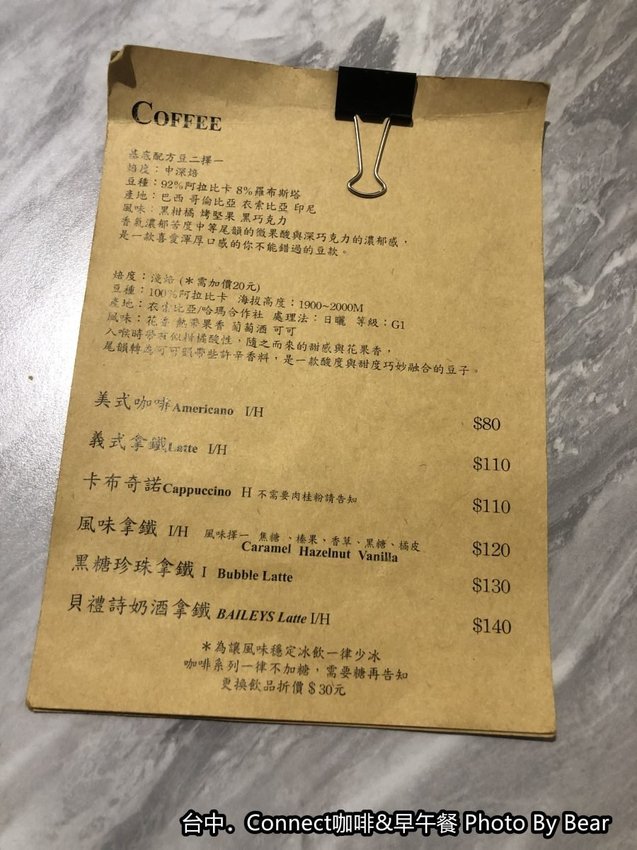 COFFEE
基底配方豆二擇一
焙度：中深焙
豆種：92%阿拉比卡 8%羅布斯塔
產地：巴西 哥倫比亞 衣索比亞 印尼
風味：黑柑橘 烤堅果 黑巧克力
香氣濃郁苦度中等尾韻的微果酸與深巧克力的濃郁感，
是一款喜愛渾厚口感的你不能錯過的豆款。
焙度：淺焙 (＊需加價20元)
豆種：100%阿拉比卡 海拔高度：1900~2000M
產地：衣索比亞/哈瑪合作社 處理法：日曬 等級：G1
風味：花香 熱帶果香 葡萄酒 可可
入喉時帶有似柑橘酸性，隨之而來的甜感與花果香，
尾韻轉為可可韻帶些許辛香料，是一款酸度與甜度巧妙融合的豆子。
美式咖啡Americano I/H $80
義式拿鐵Latte I/H $110
卡布奇諾Cappuccino H 不需要肉桂粉請告知 $110
風味拿鐵 I/H 風味擇一 焦糖、榛果、香草、黑糖、橘皮 $120
Caramel Hazelnut Vanilla
黑糖珍珠拿鐵 I Bubble Latte $130
貝禮詩奶酒拿鐵 BAILEYS Latte I/H $140
＊為讓風味穩定冰飲一律少冰
咖啡系列一律不加糖，需要糖再告知
更換飲品折價＄30元
台中．Connect咖啡&早午餐 Photo By Bear